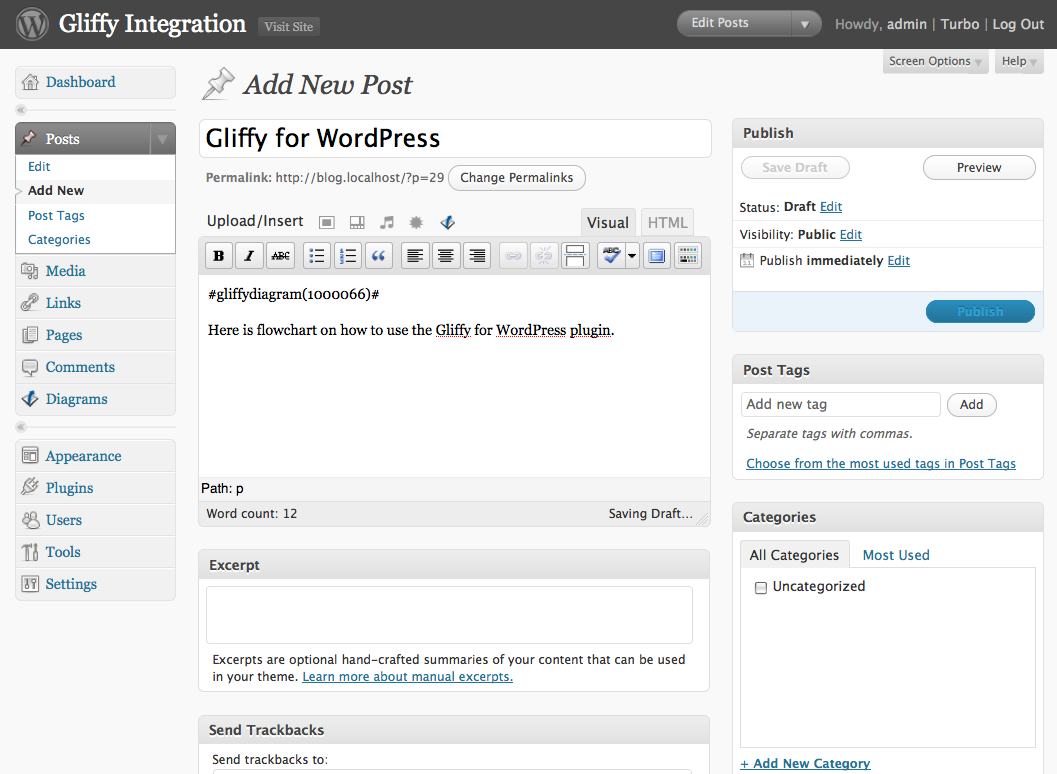 Gliffy Integration Visit Site Edit Posts Howdy, admin | Turbo | Log Out
Screen Options Help
Dashboard
Posts
Edit
Add New
Post Tags
Categories
Media
Links
Pages
Comments
Diagrams
Appearance
Plugins
Users
Tools
Settings
Add New Post
Gliffy for WordPress
Permalink: http://blog.localhost/?p=29 Change Permalinks
Upload/Insert Visual HTML
B I ABC ABC
#gliffydiagram(1000066)#
Here is flowchart on how to use the Gliffy for WordPress plugin.
Path: p
Word count: 12 Saving Draft...
Excerpt
Excerpts are optional hand-crafted summaries of your content that can be used
in your theme. Learn more about manual excerpts.
Send Trackbacks
Send trackbacks to:
Publish
Save Draft Preview
Status: Draft Edit
Visibility: Public Edit
Publish immediately Edit
Publish
Post Tags
Add new tag Add
Separate tags with commas.
Choose from the most used tags in Post Tags
Categories
All Categories Most Used
Uncategorized
+ Add New Category